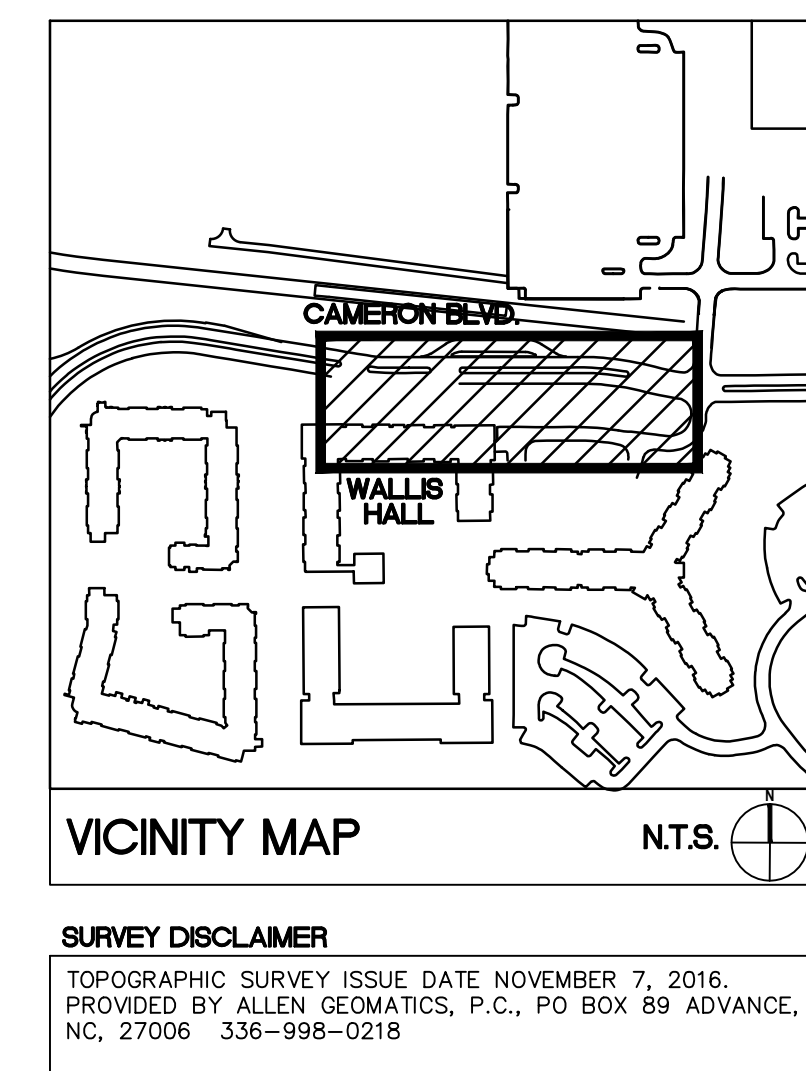 CAMERON BLVD.
WALLIS
HALL
VICINITY MAP
N.T.S.
N
SURVEY DISCLAIMER
TOPOGRAPHIC SURVEY ISSUE DATE NOVEMBER 7, 2016.
PROVIDED BY ALLEN GEOMATICS, P.C., PO BOX 89 ADVANCE,
NC, 27006 336-998-0218